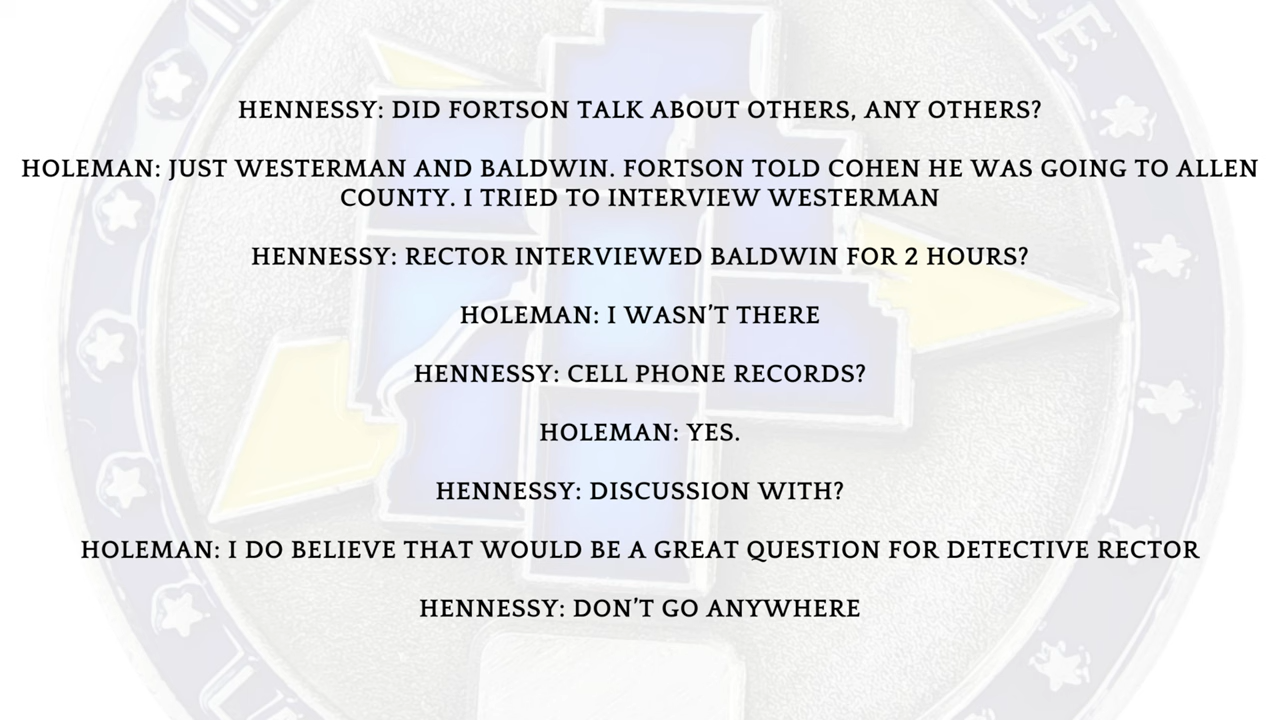 HENNESSY: DID FORTSON TALK ABOUT OTHERS, ANY OTHERS?
HOLEMAN: JUST WESTERMAN AND BALDWIN. FORTSON TOLD COHEN HE WAS GOING TO ALLEN
COUNTY. I TRIED TO INTERVIEW WESTERMAN
HENNESSY: RECTOR INTERVIEWED BALDWIN FOR 2 HOURS?
HOLEMAN: I WASN'T THERE
HENNESSY: CELL PHONE RECORDS?
HOLEMAN: YES.
HENNESSY: DISCUSSION WITH?
HOLEMAN: I DO BELIEVE THAT WOULD BE A GREAT QUESTION FOR DETECTIVE RECTOR
HENNESSY: DON'T GO ANYWHERE